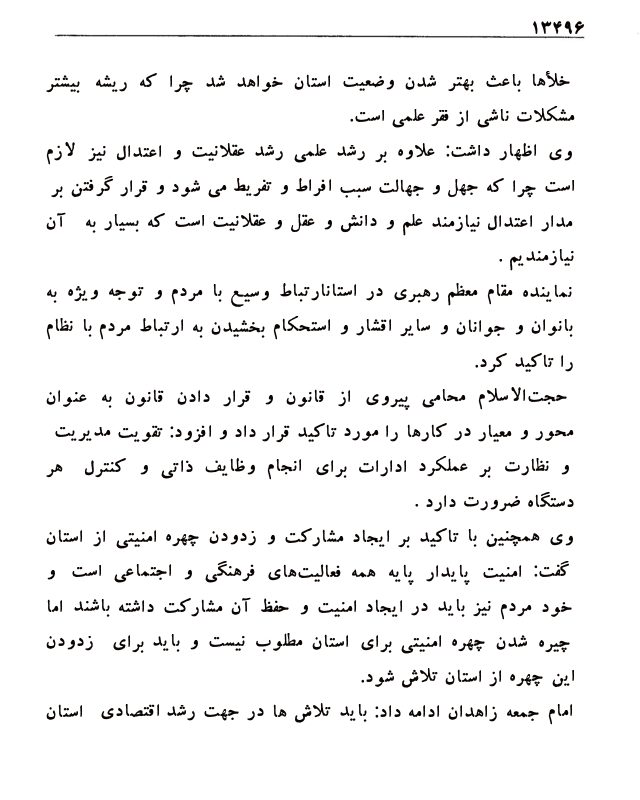 ۱۳۴۹۶
خلأها باعث بهتر شدن وضعیت استان خواهد شد چرا که ریشه بیشتر
مشکلات ناشی از فقر علمی است.
وی اظهار داشت: علاوه بر رشد علمی رشد عقلانیت و اعتدال نیز لازم
است چرا که جهل و جهالت سبب افراط و تفریط می شود و قرار گرفتن بر
مدار اعتدال نیازمند علم و دانش و عقل و عقلانیت است که بسیار به آن
نیازمندیم .
نماینده مقام معظم رهبری در استانارتباط وسیع با مردم و توجه ویژه به
بانوان و جوانان و سایر اقشار و استحکام بخشیدن به ارتباط مردم با نظام
را تاکید کرد.
حجت‌الاسلام محامی پیروی از قانون و قرار دادن قانون به عنوان
محور و معیار در کارها را مورد تاکید قرار داد و افزود: تقویت مدیریت
و نظارت بر عملکرد ادارات برای انجام وظایف ذاتی و کنترل هر
دستگاه ضرورت دارد .
وی همچنین با تاکید بر ایجاد مشارکت و زدودن چهره امنیتی از استان
گفت: امنیت پایدار پایه همه فعالیت‌های فرهنگی و اجتماعی است و
خود مردم نیز باید در ایجاد امنیت و حفظ آن مشارکت داشته باشند اما
چیره شدن چهره امنیتی برای استان مطلوب نیست و باید برای زدودن
این چهره از استان تلاش شود.
امام جمعه زاهدان ادامه داد: باید تلاش ها در جهت رشد اقتصادی استان